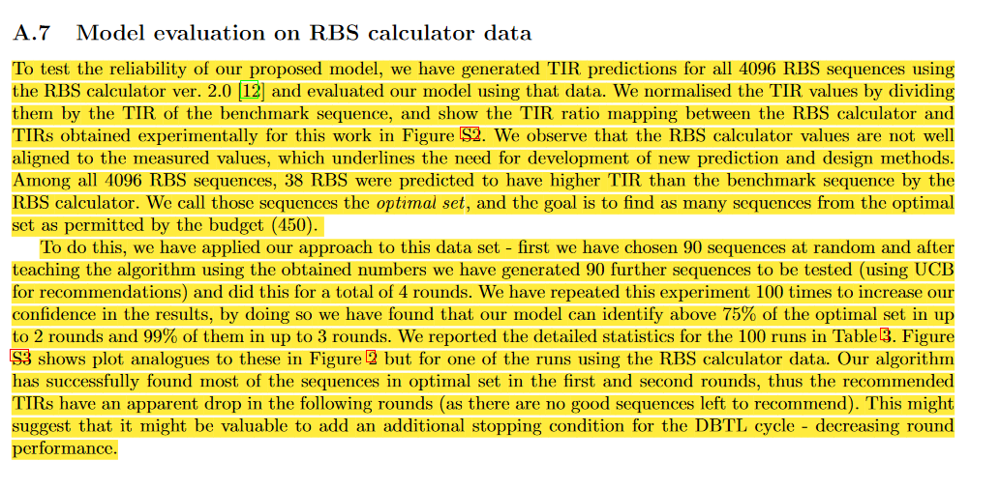 A.7 Model evaluation on RBS calculator data
To test the reliability of our proposed model, we have generated TIR predictions for all 4096 RBS sequences using
the RBS calculator ver. 2.0 [12] and evaluated our model using that data. We normalised the TIR values by dividing
them by the TIR of the benchmark sequence, and show the TIR ratio mapping between the RBS calculator and
TIRs obtained experimentally for this work in Figure S2. We observe that the RBS calculator values are not well
aligned to the measured values, which underlines the need for development of new prediction and design methods.
Among all 4096 RBS sequences, 38 RBS were predicted to have higher TIR than the benchmark sequence by the
RBS calculator. We call those sequences the optimal set, and the goal is to find as many sequences from the optimal
set as permitted by the budget (450).
To do this, we have applied our approach to this data set - first we have chosen 90 sequences at random and after
teaching the algorithm using the obtained numbers we have generated 90 further sequences to be tested (using UCB
for recommendations) and did this for a total of 4 rounds. We have repeated this experiment 100 times to increase our
confidence in the results, by doing so we have found that our model can identify above 75% of the optimal set in up
to 2 rounds and 99% of them in up to 3 rounds. We reported the detailed statistics for the 100 runs in Table 3. Figure
S3 shows plot analogues to these in Figure 2 but for one of the runs using the RBS calculator data. Our algorithm
has successfully found most of the sequences in optimal set in the first and second rounds, thus the recommended
TIRs have an apparent drop in the following rounds (as there are no good sequences left to recommend). This might
suggest that it might be valuable to add an additional stopping condition for the DBTL cycle - decreasing round
performance.